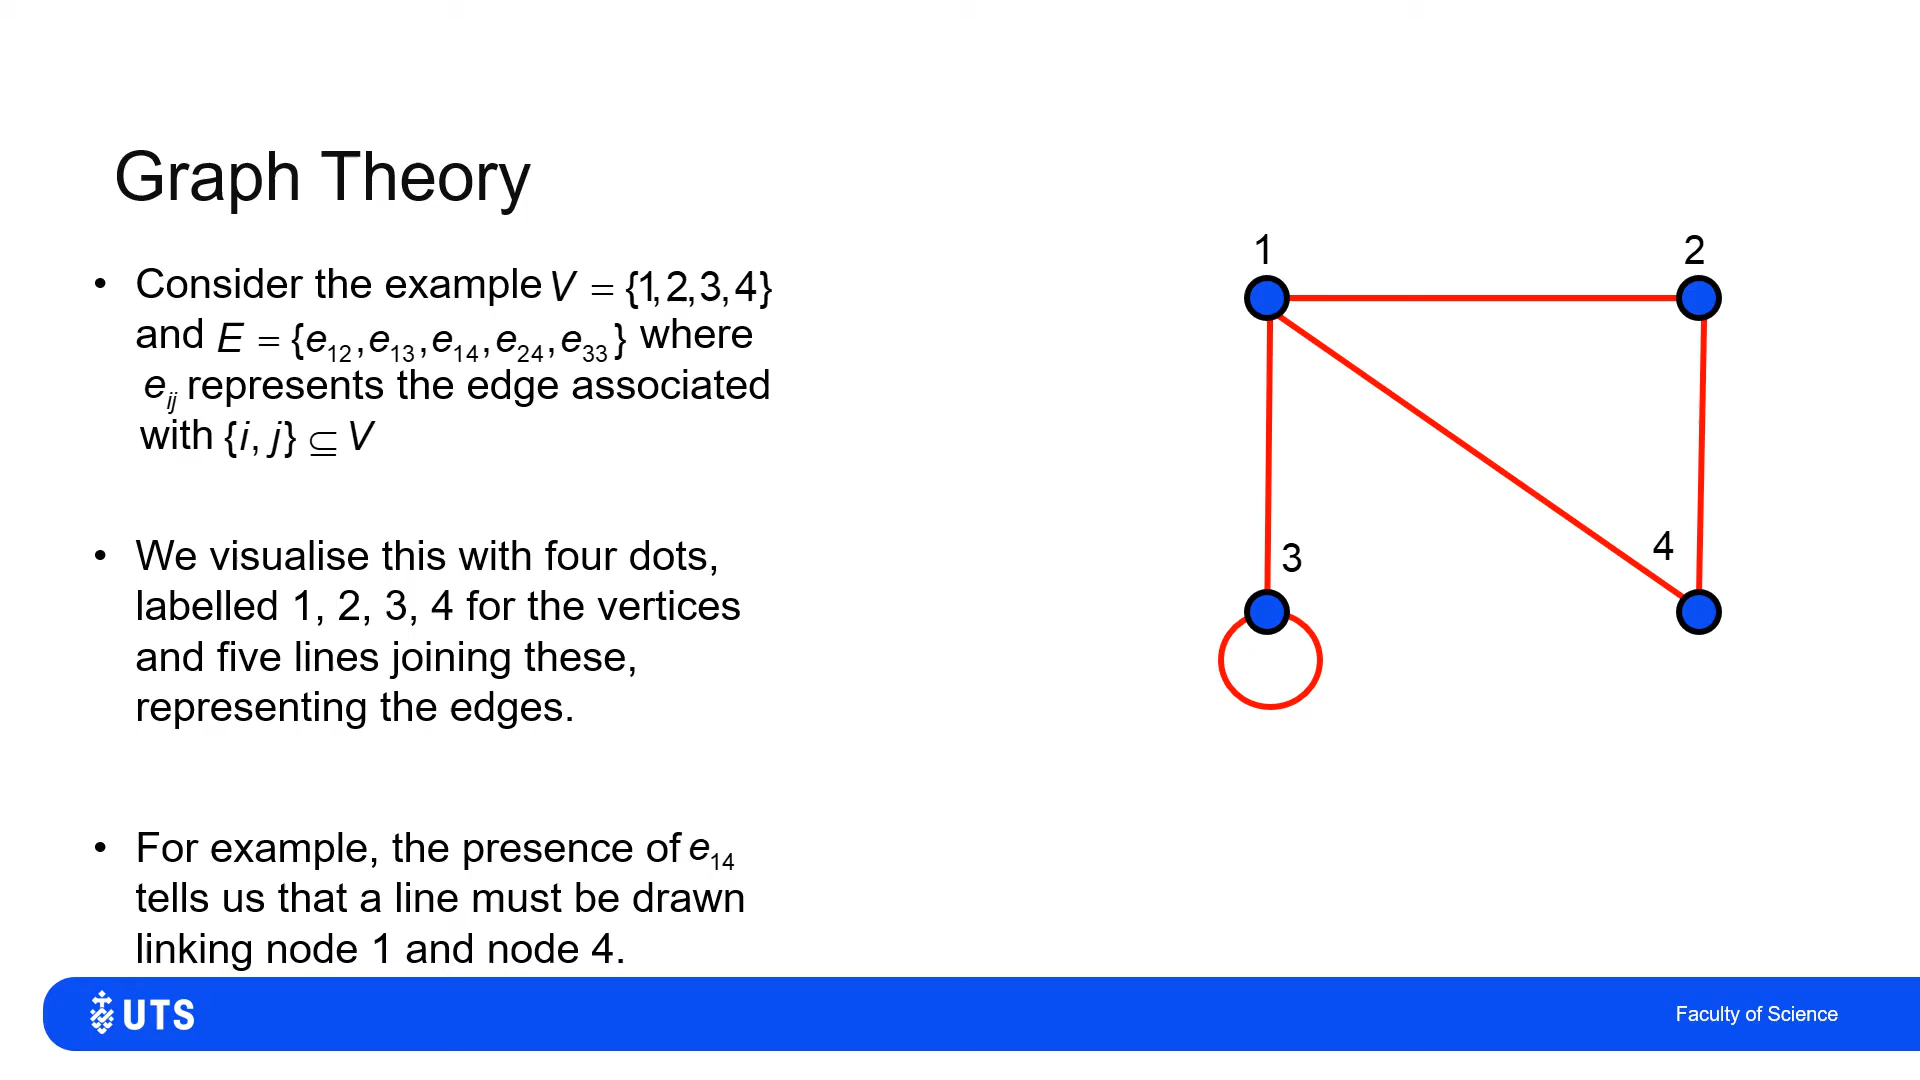 Graph Theory
• Consider the example V = {1,2,3,4}
and E = {e₁₂,e₁₃,e₁₄,e₂₄,e₃₃} where
eᵢⱼ represents the edge associated
with {i, j} ⊆ V
• We visualise this with four dots,
labelled 1, 2, 3, 4 for the vertices
and five lines joining these,
representing the edges.
• For example, the presence of e₁₄
tells us that a line must be drawn
linking node 1 and node 4.
1
2
3
4
UTS
Faculty of Science